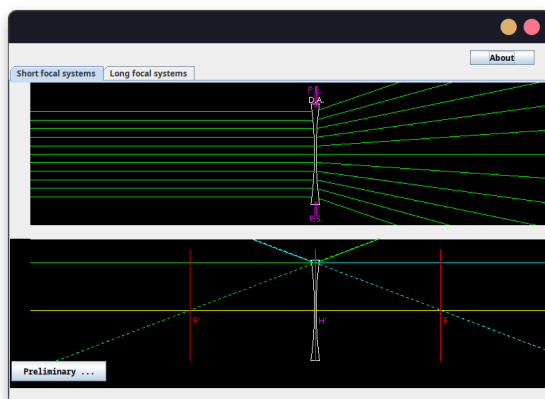 About
Short focal systems Long focal systems
P.E.
D.A.
P.S.
F' H' F
Preliminary ...